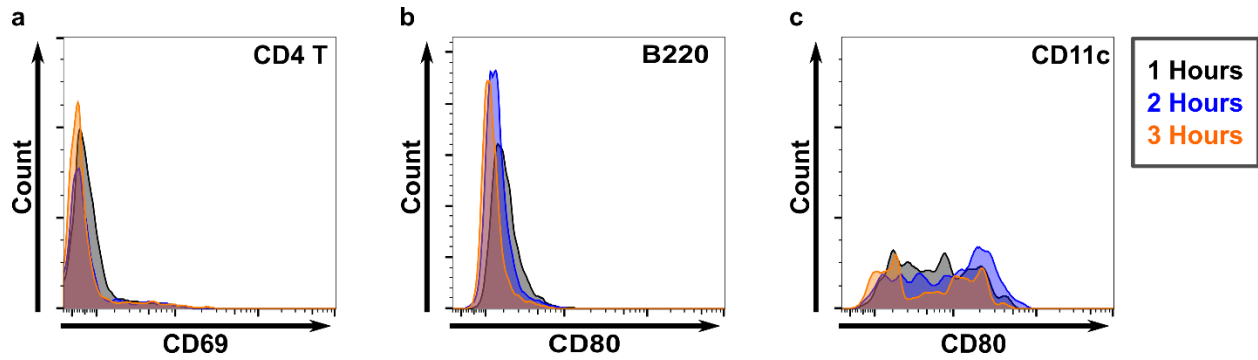 a
CD4 T
Count
CD69
b
B220
Count
CD80
c
CD11c
Count
CD80
1 Hours
2 Hours
3 Hours